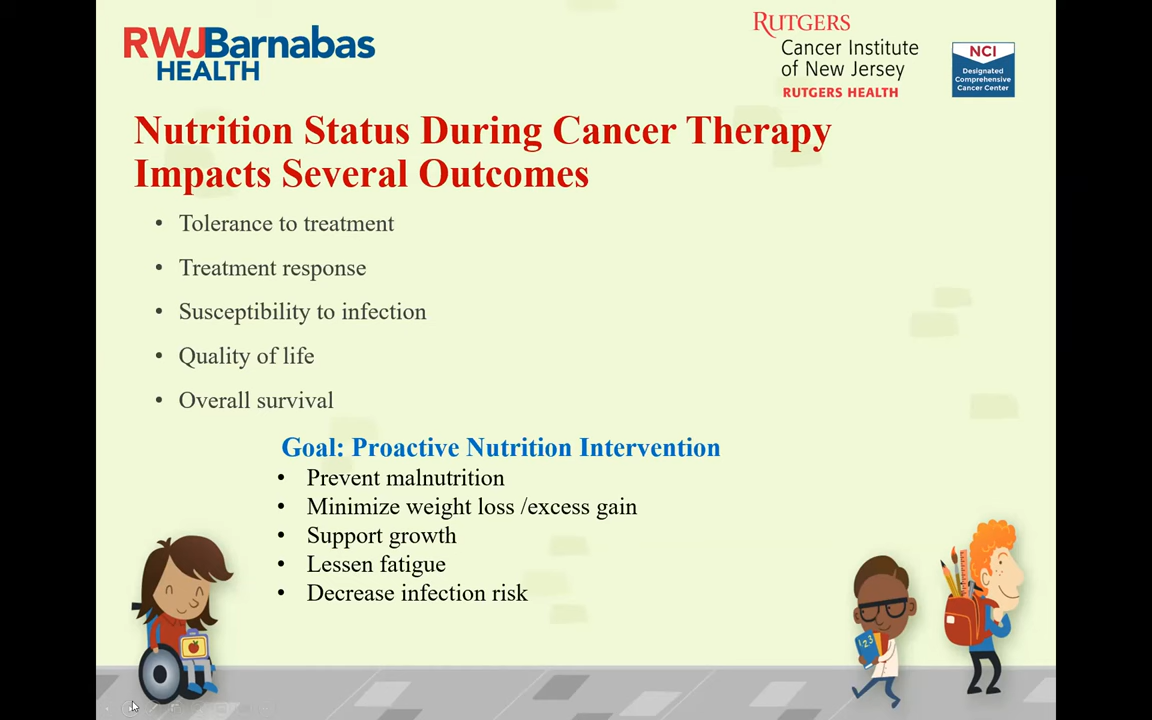 RWJBarnabas
HEALTH
RUTGERS
Cancer Institute
of New Jersey
RUTGERS HEALTH
NCI
Designated
Comprehensive
Cancer Center
Nutrition Status During Cancer Therapy
Impacts Several Outcomes
• Tolerance to treatment
• Treatment response
• Susceptibility to infection
• Quality of life
• Overall survival
Goal: Proactive Nutrition Intervention
• Prevent malnutrition
• Minimize weight loss /excess gain
• Support growth
• Lessen fatigue
• Decrease infection risk
123